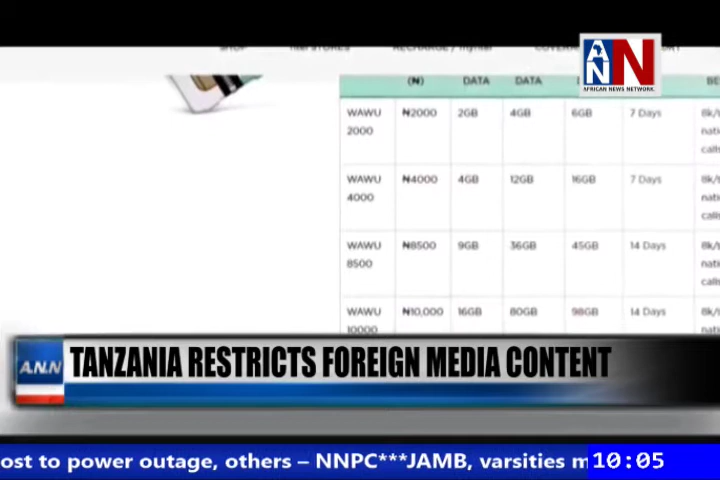 ANN
AFRICAN NEWS NETWORK
(₦) DATA DATA
WAWU 2000 ₦2000 2GB 4GB 6GB 7 Days
WAWU 4000 ₦4000 4GB 12GB 16GB 7 Days
WAWU 8500 ₦8500 9GB 36GB 45GB 14 Days
WAWU 10000 ₦10,000 16GB 80GB 98GB 14 Days
A.N.N TANZANIA RESTRICTS FOREIGN MEDIA CONTENT
ost to power outage, others – NNPC***JAMB, varsities m 10:05